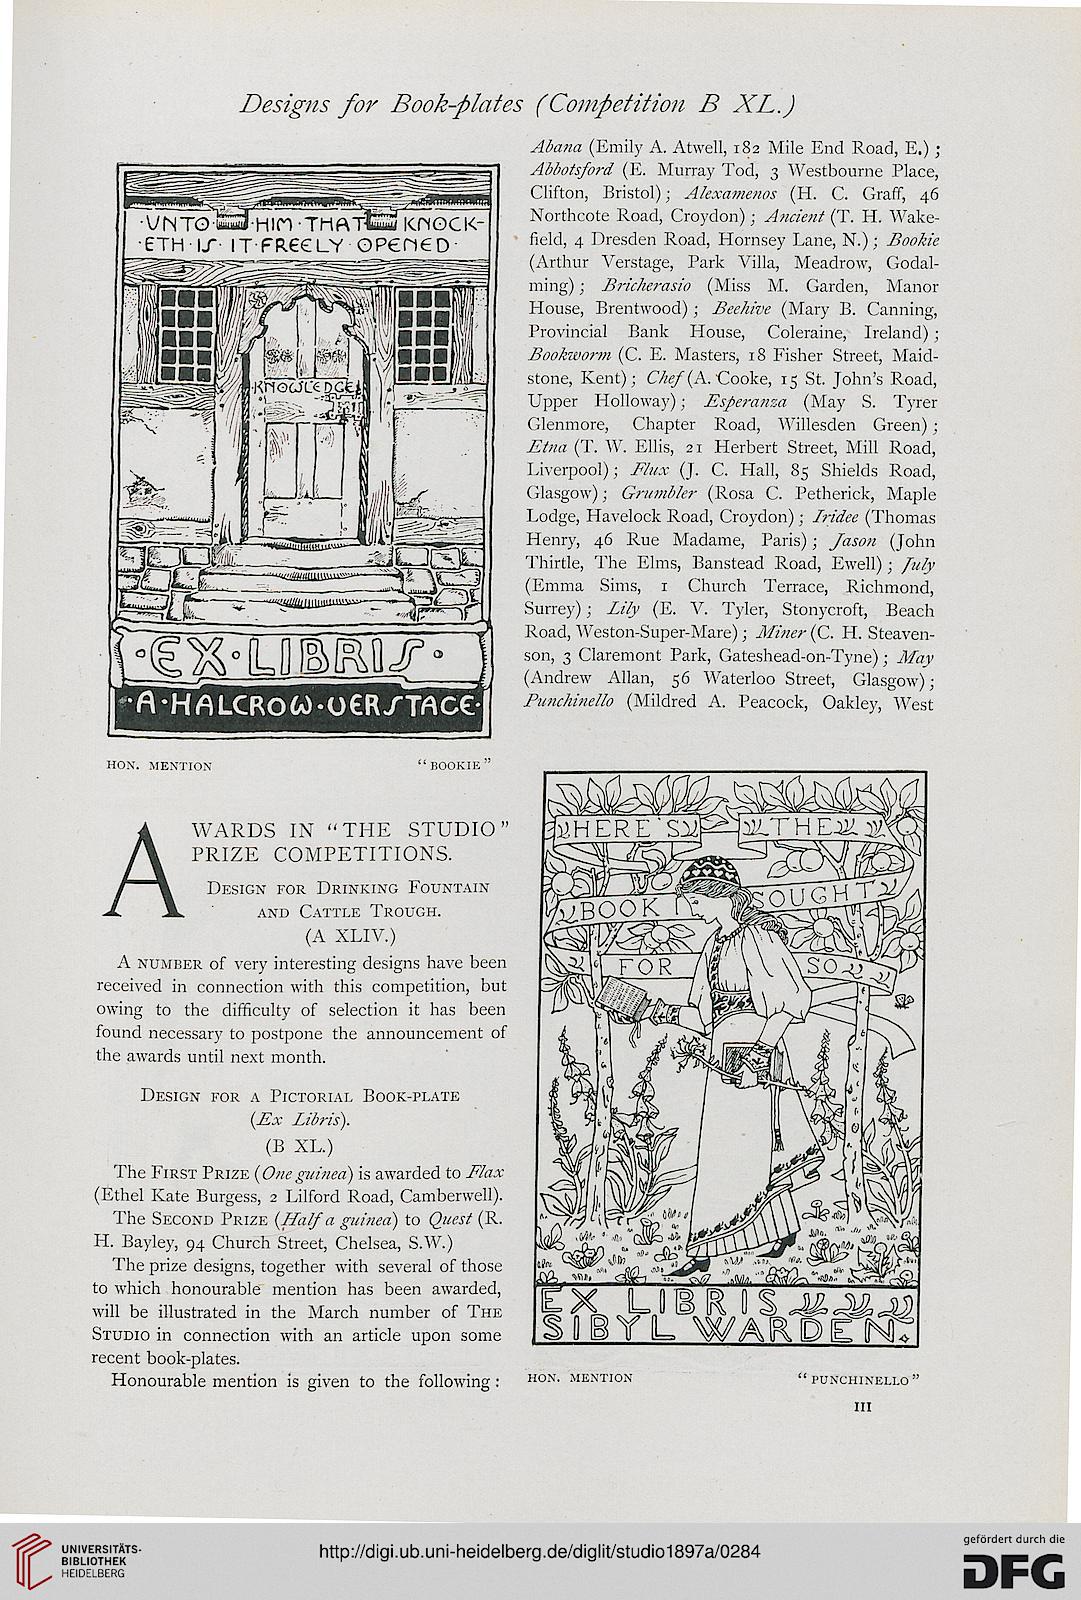 Designs for Book-plates (Competition B XL.)
·VNTO·HIM·THAT KNOCK-
·ETH·IS·IT·FREELY·OPENED·
KNOWLEDGE
·EX·LIBRIS·
·A·HALCROW·VERSTAGE·
HON. MENTION "BOOKIE"
AWARDS IN "THE STUDIO"
PRIZE COMPETITIONS.
DESIGN FOR DRINKING FOUNTAIN
AND CATTLE TROUGH.
(A XLIV.)
A NUMBER of very interesting designs have been
received in connection with this competition, but
owing to the difficulty of selection it has been
found necessary to postpone the announcement of
the awards until next month.
DESIGN FOR A PICTORIAL BOOK-PLATE
(Ex Libris).
(B XL.)
The FIRST PRIZE (One guinea) is awarded to Flax
(Ethel Kate Burgess, 2 Lilford Road, Camberwell).
The SECOND PRIZE (Half a guinea) to Quest (R.
H. Bayley, 94 Church Street, Chelsea, S.W.)
The prize designs, together with several of those
to which honourable mention has been awarded,
will be illustrated in the March number of THE
STUDIO in connection with an article upon some
recent book-plates.
Honourable mention is given to the following:
Abana (Emily A. Atwell, 182 Mile End Road, E.);
Abbotsford (E. Murray Tod, 3 Westbourne Place,
Clifton, Bristol); Alexamenos (H. C. Graff, 46
Northcote Road, Croydon); Ancient (T. H. Wake-
field, 4 Dresden Road, Hornsey Lane, N.); Bookie
(Arthur Verstage, Park Villa, Meadrow, Godal-
ming); Bricherasio (Miss M. Garden, Manor
House, Brentwood); Beehive (Mary B. Canning,
Provincial Bank House, Coleraine, Ireland);
Bookworm (C. E. Masters, 18 Fisher Street, Maid-
stone, Kent); Chef (A. Cooke, 15 St. John's Road,
Upper Holloway); Esperanza (May S. Tyrer
Glenmore, Chapter Road, Willesden Green);
Etna (T. W. Ellis, 21 Herbert Street, Mill Road,
Liverpool); Flux (J. C. Hall, 85 Shields Road,
Glasgow); Grumbler (Rosa C. Petherick, Maple
Lodge, Havelock Road, Croydon); Iridee (Thomas
Henry, 46 Rue Madame, Paris); Jason (John
Thirtle, The Elms, Banstead Road, Ewell); July
(Emma Sims, 1 Church Terrace, Richmond,
Surrey); Lily (E. V. Tyler, Stonycroft, Beach
Road, Weston-Super-Mare); Miner (C. H. Steaven-
son, 3 Claremont Park, Gateshead-on-Tyne); May
(Andrew Allan, 56 Waterloo Street, Glasgow);
Punchinello (Mildred A. Peacock, Oakley, West
HERE'S THE
BOOK I SOUGHT
FOR SO
EX LIBRIS
SIBYL WARDEN
HON. MENTION "PUNCHINELLO"
111
UNIVERSITÄTS-
BIBLIOTHEK
HEIDELBERG
http://digi.ub.uni-heidelberg.de/diglit/studio1897a/0284
gefördert durch die
DFG